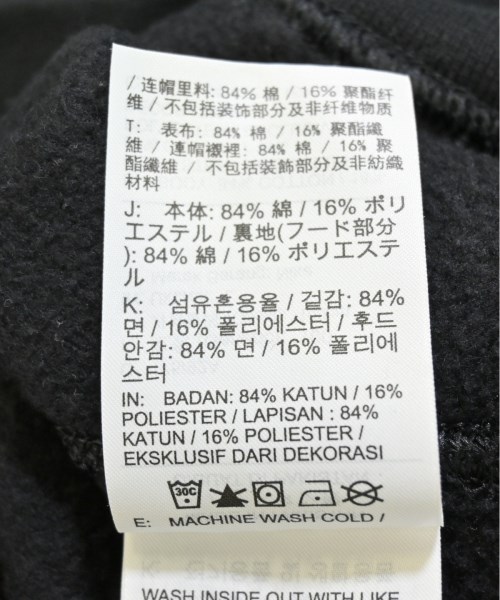 / 连帽里料: 84% 棉 / 16% 聚酯纤
维 / 不包括装饰部分及非纤维物质
T: 表布: 84% 棉 / 16% 聚酯纖
維 / 連帽襯裡: 84% 棉 / 16% 聚
酯纖維 / 不包括裝飾部分及非紡織
材料
J: 本体: 84% 綿 / 16% ポリ
エステル / 裏地(フード部分
): 84% 綿 / 16% ポリエステ
ル
K: 섬유혼용율 / 겉감: 84%
면 / 16% 폴리에스터 / 후드
안감: 84% 면 / 16% 폴리에
스터
IN: BADAN: 84% KATUN / 16%
POLIESTER / LAPISAN : 84%
KATUN / 16% POLIESTER /
EKSKLUSIF DARI DEKORASI
30C
E: MACHINE WASH COLD /
WASH INSIDE OUT WITH LIKE